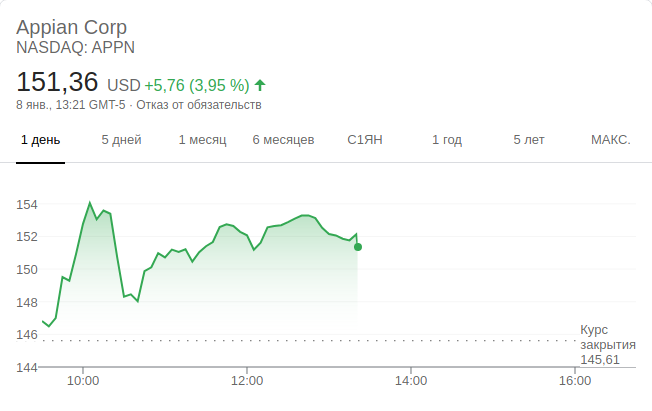 Appian Corp
NASDAQ: APPN
151,36 USD +5,76 (3,95 %)
8 янв., 13:21 GMT-5 · Отказ от обязательств
1 день 5 дней 1 месяц 6 месяцев С1ЯН 1 год 5 лет МАКС.
154
152
150
148
146
144
Курс
закрытия
145,61
10:00 12:00 14:00 16:00